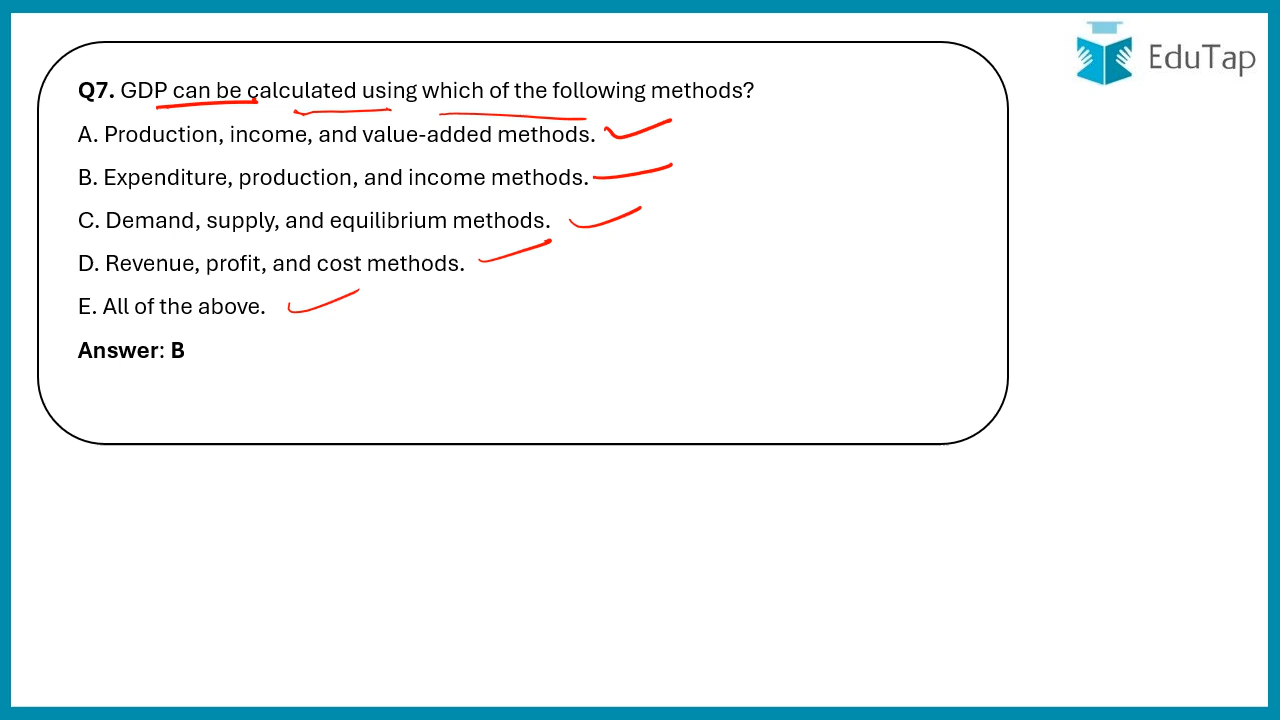 EduTap
Q7. GDP can be calculated using which of the following methods?
A. Production, income, and value-added methods.
B. Expenditure, production, and income methods.
C. Demand, supply, and equilibrium methods.
D. Revenue, profit, and cost methods.
E. All of the above.
Answer: B